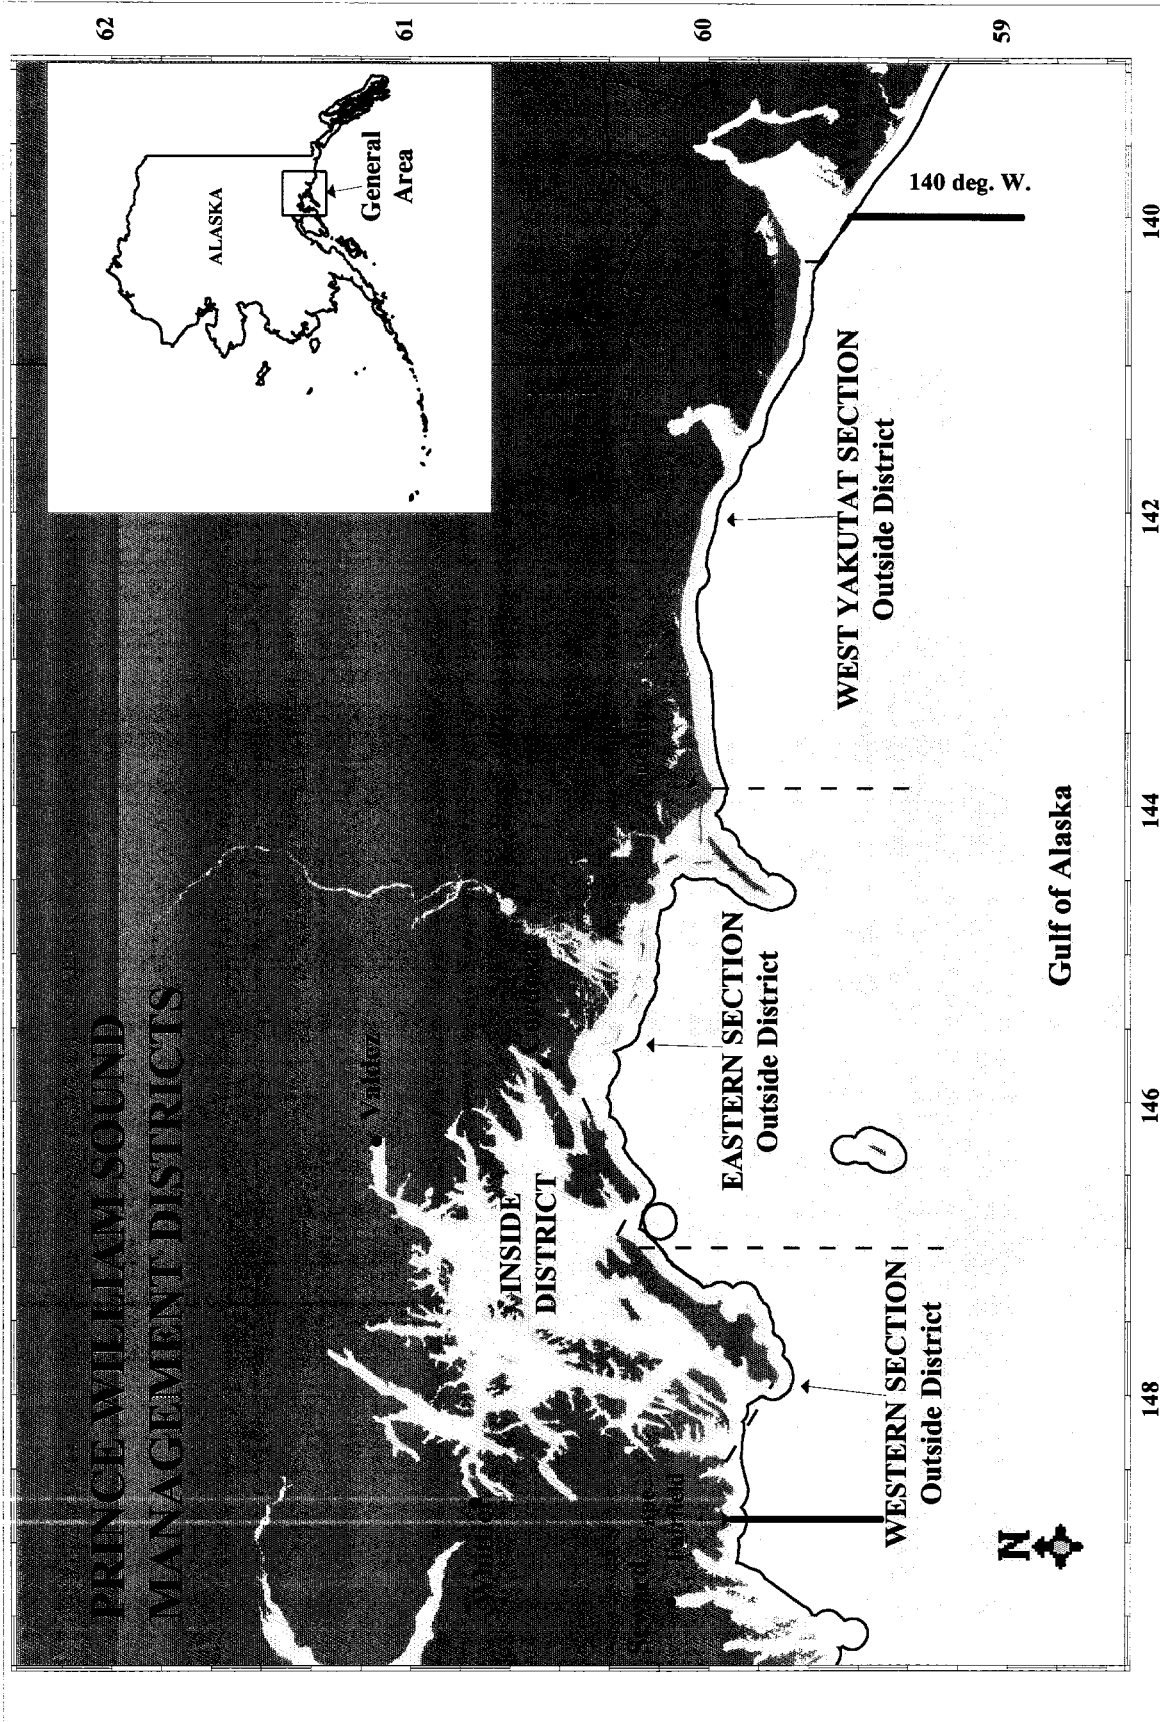 PRINCE WILLIAM SOUND
MANAGEMENT DISTRICTS
ALASKA
General
Area
62
61
60
59
Valdez
INSIDE
DISTRICT
140 deg. W.
WEST YAKUTAT SECTION
Outside District
EASTERN SECTION
Outside District
WESTERN SECTION
Outside District
Gulf of Alaska
N
148
146
144
142
140